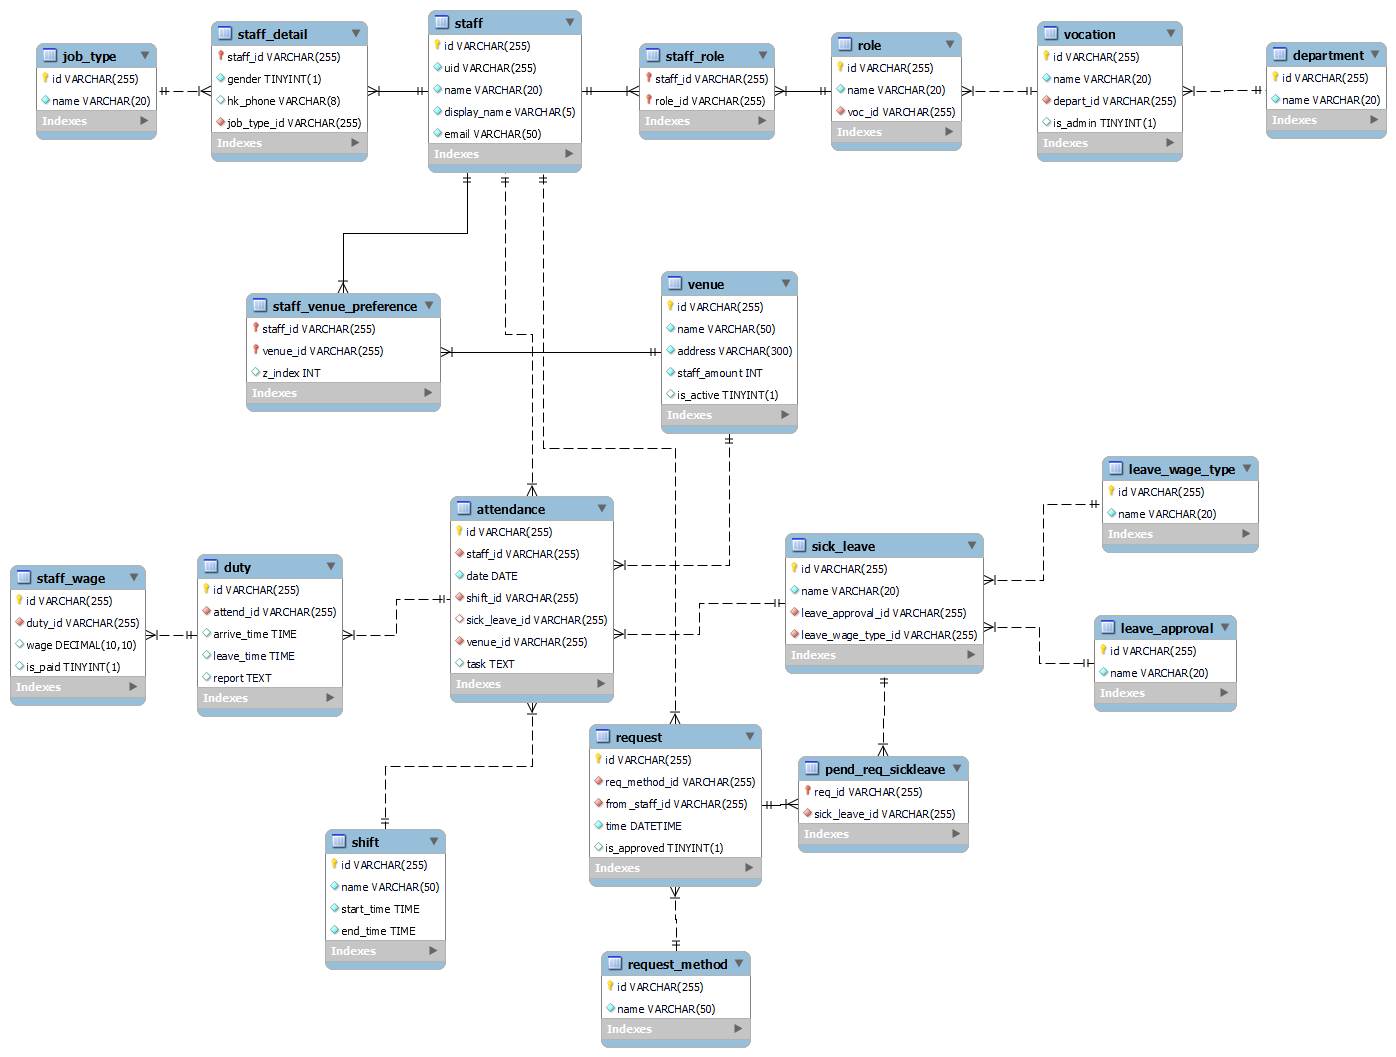 job_type
id VARCHAR(255)
name VARCHAR(20)
Indexes
staff_detail
staff_id VARCHAR(255)
gender TINYINT(1)
hk_phone VARCHAR(8)
job_type_id VARCHAR(255)
Indexes
staff
id VARCHAR(255)
uid VARCHAR(255)
name VARCHAR(20)
display_name VARCHAR(5)
email VARCHAR(50)
Indexes
staff_role
staff_id VARCHAR(255)
role_id VARCHAR(255)
Indexes
role
id VARCHAR(255)
name VARCHAR(20)
voc_id VARCHAR(255)
Indexes
vocation
id VARCHAR(255)
name VARCHAR(20)
depart_id VARCHAR(255)
is_admin TINYINT(1)
Indexes
department
id VARCHAR(255)
name VARCHAR(20)
Indexes
staff_venue_preference
staff_id VARCHAR(255)
venue_id VARCHAR(255)
z_index INT
Indexes
venue
id VARCHAR(255)
name VARCHAR(50)
address VARCHAR(300)
staff_amount INT
is_active TINYINT(1)
Indexes
staff_wage
id VARCHAR(255)
duty_id VARCHAR(255)
wage DECIMAL(10,10)
is_paid TINYINT(1)
Indexes
duty
id VARCHAR(255)
attend_id VARCHAR(255)
arrive_time TIME
leave_time TIME
report TEXT
Indexes
attendance
id VARCHAR(255)
staff_id VARCHAR(255)
date DATE
shift_id VARCHAR(255)
sick_leave_id VARCHAR(255)
venue_id VARCHAR(255)
task TEXT
Indexes
sick_leave
id VARCHAR(255)
name VARCHAR(20)
leave_approval_id VARCHAR(255)
leave_wage_type_id VARCHAR(255)
Indexes
leave_wage_type
id VARCHAR(255)
name VARCHAR(20)
Indexes
leave_approval
id VARCHAR(255)
name VARCHAR(20)
Indexes
request
id VARCHAR(255)
req_method_id VARCHAR(255)
from_staff_id VARCHAR(255)
time DATETIME
is_approved TINYINT(1)
Indexes
pend_req_sickleave
req_id VARCHAR(255)
sick_leave_id VARCHAR(255)
Indexes
shift
id VARCHAR(255)
name VARCHAR(50)
start_time TIME
end_time TIME
Indexes
request_method
id VARCHAR(255)
name VARCHAR(50)
Indexes